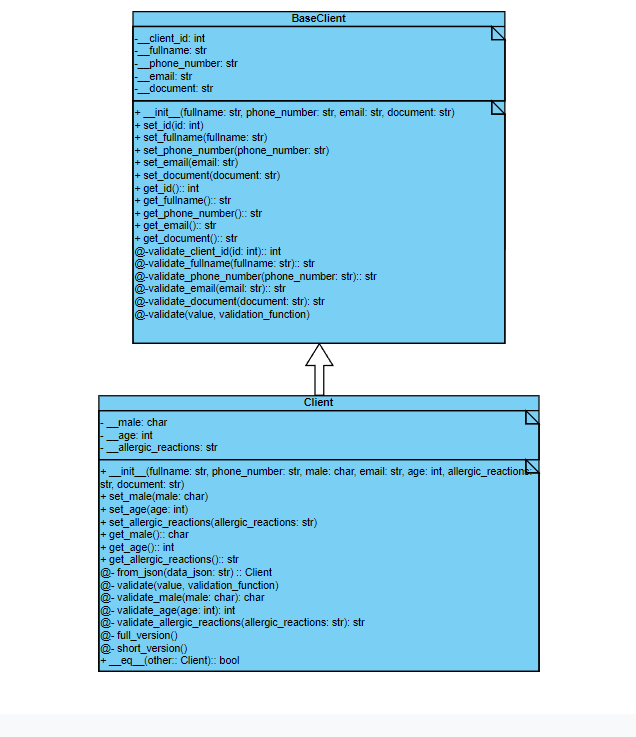 BaseClient
-__client_id: int
-__fullname: str
-__phone_number: str
-__email: str
-__document: str
+ __init__(fullname: str, phone_number: str, email: str, document: str)
+ set_id(id: int)
+ set_fullname(fullname: str)
+ set_phone_number(phone_number: str)
+ set_email(email: str)
+ set_document(document: str)
+ get_id():: int
+ get_fullname():: str
+ get_phone_number():: str
+ get_email():: str
+ get_document():: str
@-validate_client_id(id: int):: int
@-validate_fullname(fullname: str):: str
@-validate_phone_number(phone_number: str):: str
@-validate_email(email: str):: str
@-validate_document(document: str): str
@-validate(value, validation_function)
Client
- __male: char
- __age: int
- __allergic_reactions: str
+ __init__(fullname: str, phone_number: str, male: char, email: str, age: int, allergic_reactions:
str, document: str)
+ set_male(male: char)
+ set_age(age: int)
+ set_allergic_reactions(allergic_reactions: str)
+ get_male():: char
+ get_age():: int
+ get_allergic_reactions():: str
@- from_json(data_json: str) :: Client
@- validate(value, validation_function)
@- validate_male(male: char): char
@- validate_age(age: int): int
@- validate_allergic_reactions(allergic_reactions: str): str
@- full_version()
@- short_version()
+ __eq__(other:: Client):: bool